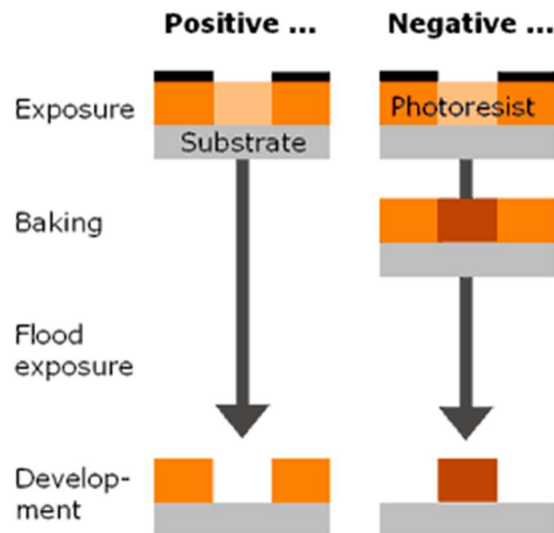 Positive ...
Negative ...
Exposure
Photoresist
Substrate
Baking
Flood
exposure
Develop-
ment